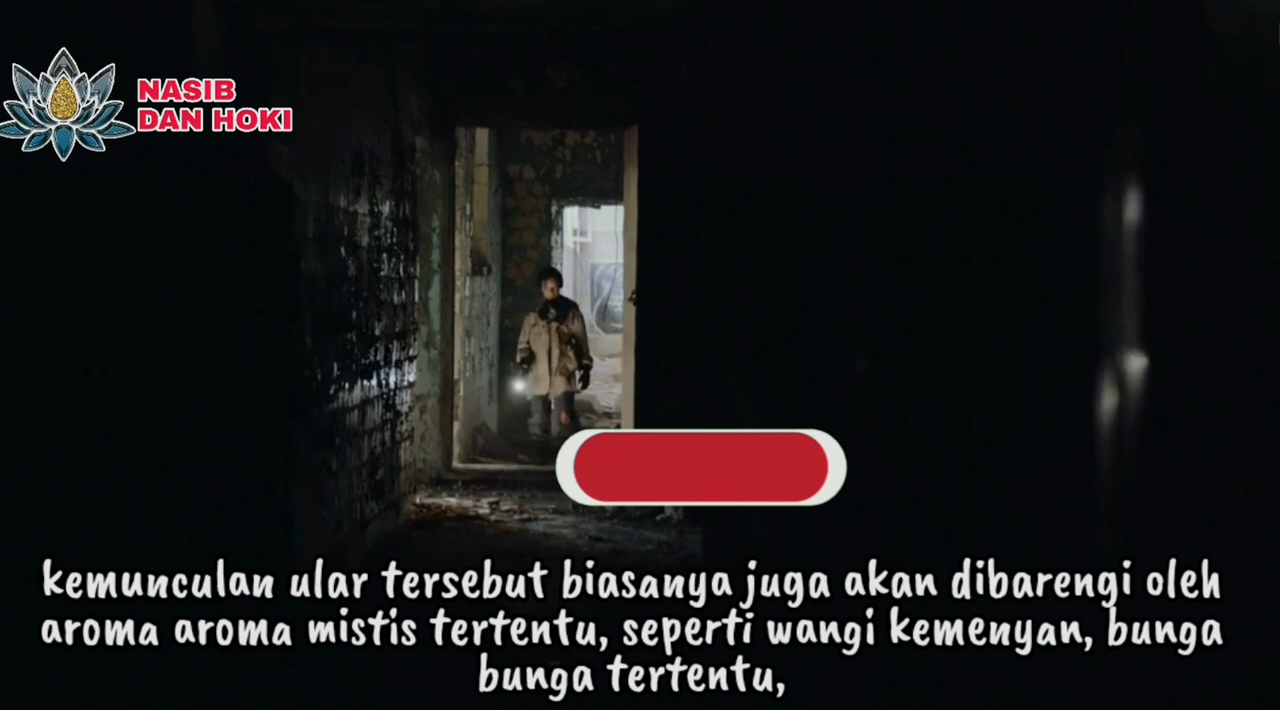 NASIB
DAN HOKI
kemunculan ular tersebut biasanya juga akan dibarengi oleh
aroma aroma mistis tertentu, seperti wangi kemenyan, bunga
bunga tertentu,